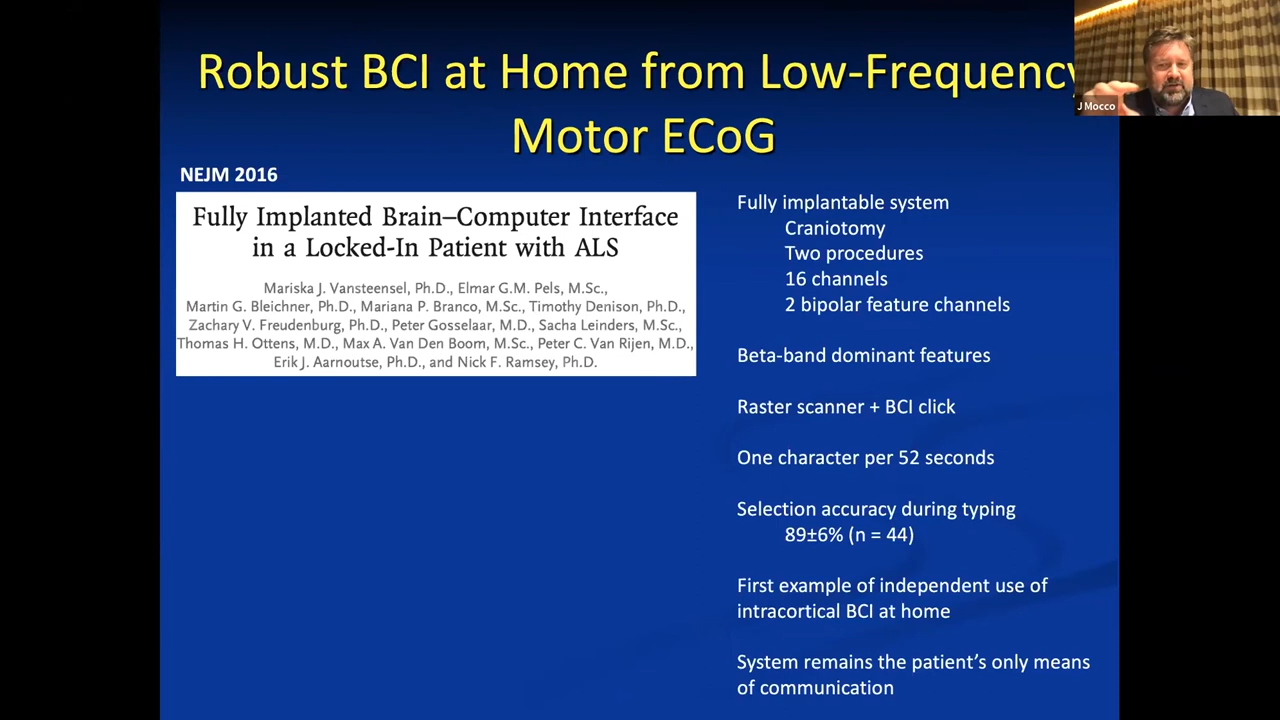 Robust BCI at Home from Low-Frequency
Motor ECoG
J Mocco
NEJM 2016
Fully Implanted Brain–Computer Interface
in a Locked-In Patient with ALS
Mariska J. Vansteensel, Ph.D., Elmar G.M. Pels, M.Sc.,
Martin G. Bleichner, Ph.D., Mariana P. Branco, M.Sc., Timothy Denison, Ph.D.,
Zachary V. Freudenburg, Ph.D., Peter Gosselaar, M.D., Sacha Leinders, M.Sc.,
Thomas H. Ottens, M.D., Max A. Van Den Boom, M.Sc., Peter C. Van Rijen, M.D.,
Erik J. Aarnoutse, Ph.D., and Nick F. Ramsey, Ph.D.
Fully implantable system
Craniotomy
Two procedures
16 channels
2 bipolar feature channels
Beta-band dominant features
Raster scanner + BCI click
One character per 52 seconds
Selection accuracy during typing
89±6% (n = 44)
First example of independent use of
intracortical BCI at home
System remains the patient's only means
of communication